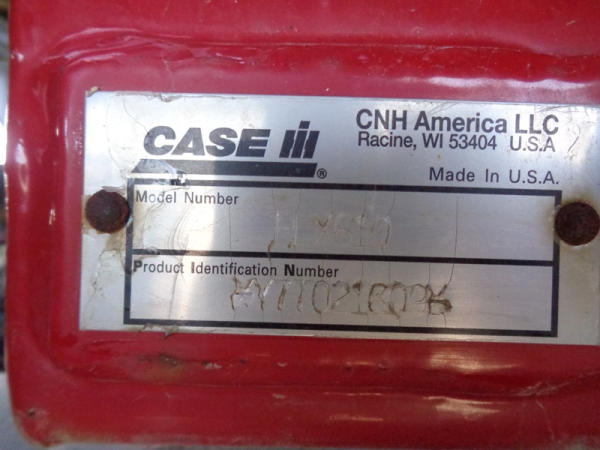 CNH America LLC
CASE IH
Racine, WI 53404 U.S.A
®
Made In U.S.A.
Model Number
Product Identification Number